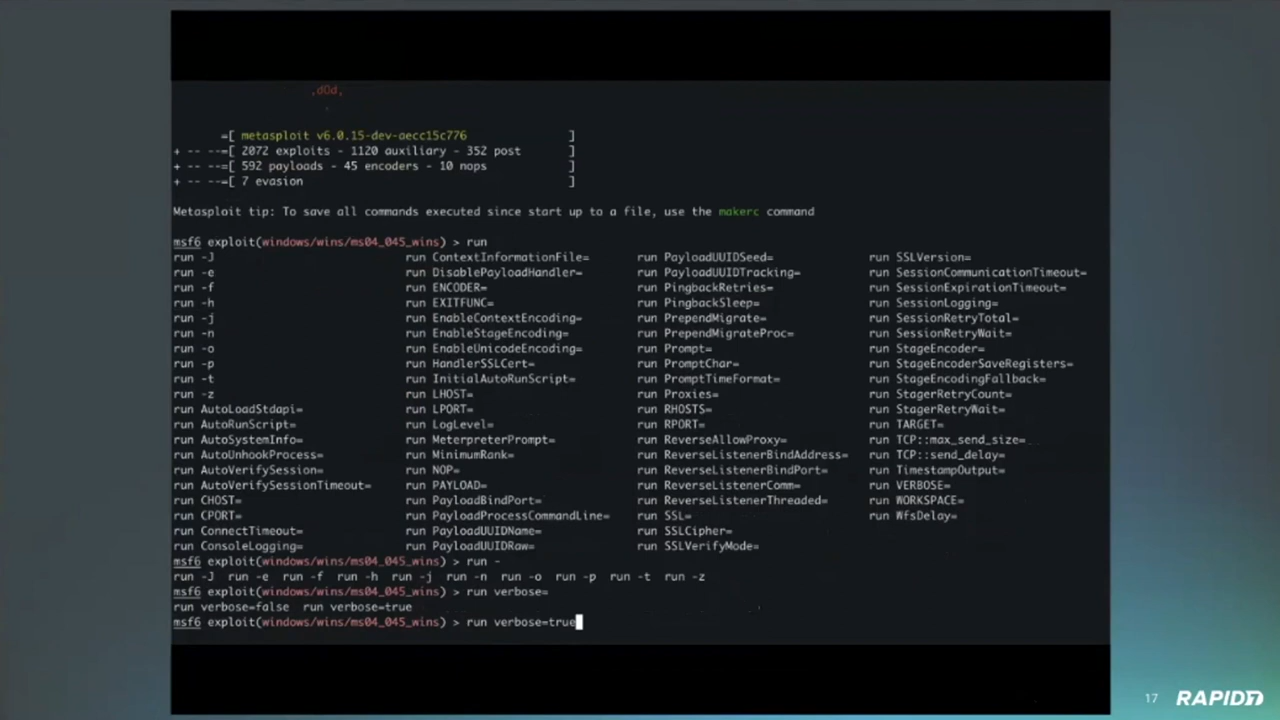 ,dOd,
.
=[ metasploit v6.0.15-dev-aecc15c776 ]
+ -- --=[ 2072 exploits - 1120 auxiliary - 352 post ]
+ -- --=[ 592 payloads - 45 encoders - 10 nops ]
+ -- --=[ 7 evasion ]
Metasploit tip: To save all commands executed since start up to a file, use the makerc command
msf6 exploit(windows/wins/ms04_045_wins) > run
run -J run ContextInformationFile= run PayloadUUIDSeed= run SSLVersion=
run -e run DisablePayloadHandler= run PayloadUUIDTracking= run SessionCommunicationTimeout=
run -f run ENCODER= run PingbackRetries= run SessionExpirationTimeout=
run -h run EXITFUNC= run PingbackSleep= run SessionLogging=
run -j run EnableContextEncoding= run PrependMigrate= run SessionRetryTotal=
run -n run EnableStageEncoding= run PrependMigrateProc= run SessionRetryWait=
run -o run EnableUnicodeEncoding= run Prompt= run StageEncoder=
run -p run HandlerSSLCert= run PromptChar= run StageEncoderSaveRegisters=
run -t run InitialAutoRunScript= run PromptTimeFormat= run StageEncodingFallback=
run -z run LHOST= run Proxies= run StagerRetryCount=
run AutoLoadStdapi= run LPORT= run RHOSTS= run StagerRetryWait=
run AutoRunScript= run LogLevel= run RPORT= run TARGET=
run AutoSystemInfo= run MeterpreterPrompt= run ReverseAllowProxy= run TCP::max_send_size=
run AutoUnhookProcess= run MinimumRank= run ReverseListenerBindAddress= run TCP::send_delay=
run AutoVerifySession= run NOP= run ReverseListenerBindPort= run TimestampOutput=
run AutoVerifySessionTimeout= run PAYLOAD= run ReverseListenerComm= run VERBOSE=
run CHOST= run PayloadBindPort= run ReverseListenerThreaded= run WORKSPACE=
run CPORT= run PayloadProcessCommandLine= run SSL= run WfsDelay=
run ConnectTimeout= run PayloadUUIDName= run SSLCipher=
run ConsoleLogging= run PayloadUUIDRaw= run SSLVerifyMode=
msf6 exploit(windows/wins/ms04_045_wins) > run -
run -J run -e run -f run -h run -j run -n run -o run -p run -t run -z
msf6 exploit(windows/wins/ms04_045_wins) > run verbose=
run verbose=false run verbose=true
msf6 exploit(windows/wins/ms04_045_wins) > run verbose=true
17 RAPID7